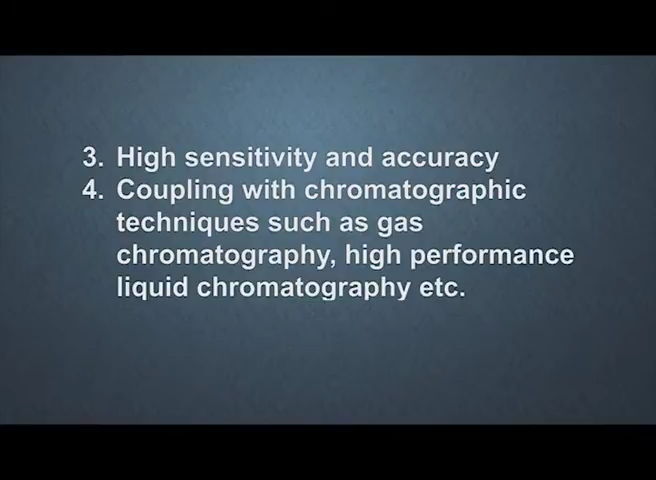 3. High sensitivity and accuracy
4. Coupling with chromatographic
techniques such as gas
chromatography, high performance
liquid chromatography etc.